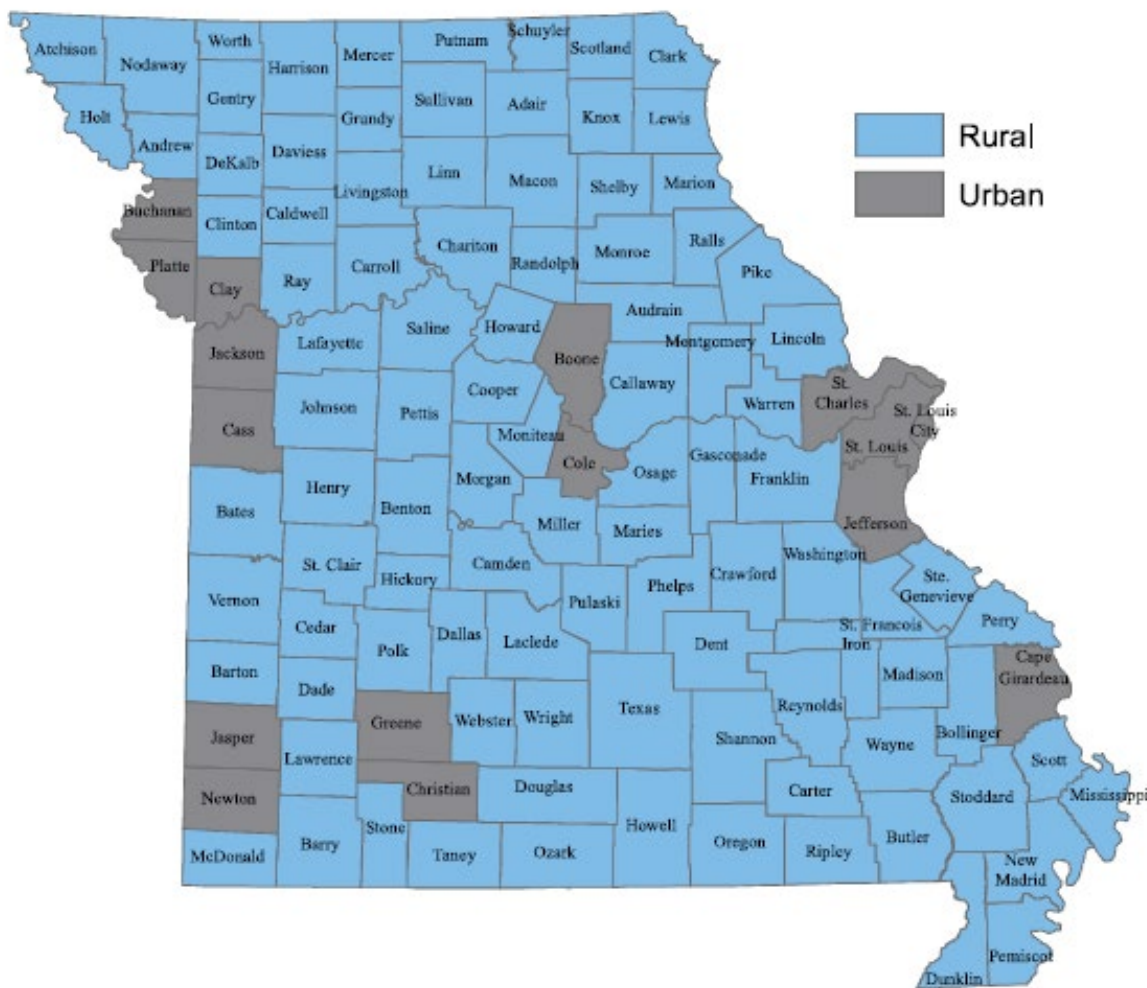 Schuyler
Atchison
Worth
Mercer
Putnam
Scotland
Clark
Nodaway
Harrison
Gentry
Sullivan
Adair
Holt
Grundy
Knox
Lewis
Rural
Andrew
DeKalb
Daviess
Linn
Macon
Shelby
Marion
Livingston
Urban
Buchanan
Clinton
Caldwell
Chariton
Monroe
Ralls
Platte
Clay
Ray
Carroll
Randolph
Pike
Audrain
Jackson
Lafayette
Saline
Howard
Boone
Montgomery
Lincoln
Cooper
Callaway
Johnson
Pettis
Warren
St.
Charles
St. Louis
City
Cass
Moniteau
St. Louis
Cole
Gasconade
Morgan
Osage
Franklin
Henry
Bates
Benton
Miller
Maries
Jefferson
St. Clair
Hickory
Camden
Washington
Crawford
Phelps
Ste.
Genevieve
Vernon
Pulaski
Cedar
Dallas
Laclede
St. Francois
Iron
Perry
Polk
Dent
Barton
Dade
Madison
Cape
Girardeau
Texas
Reynolds
Greene
Webster
Wright
Jasper
Shannon
Wayne
Bollinger
Lawrence
Scott
Newton
Christian
Douglas
Carter
Stoddard
Mississippi
Howell
Stone
Barry
McDonald
Taney
Ozark
Oregon
Ripley
Butler
New
Madrid
Pemiscot
Dunklin